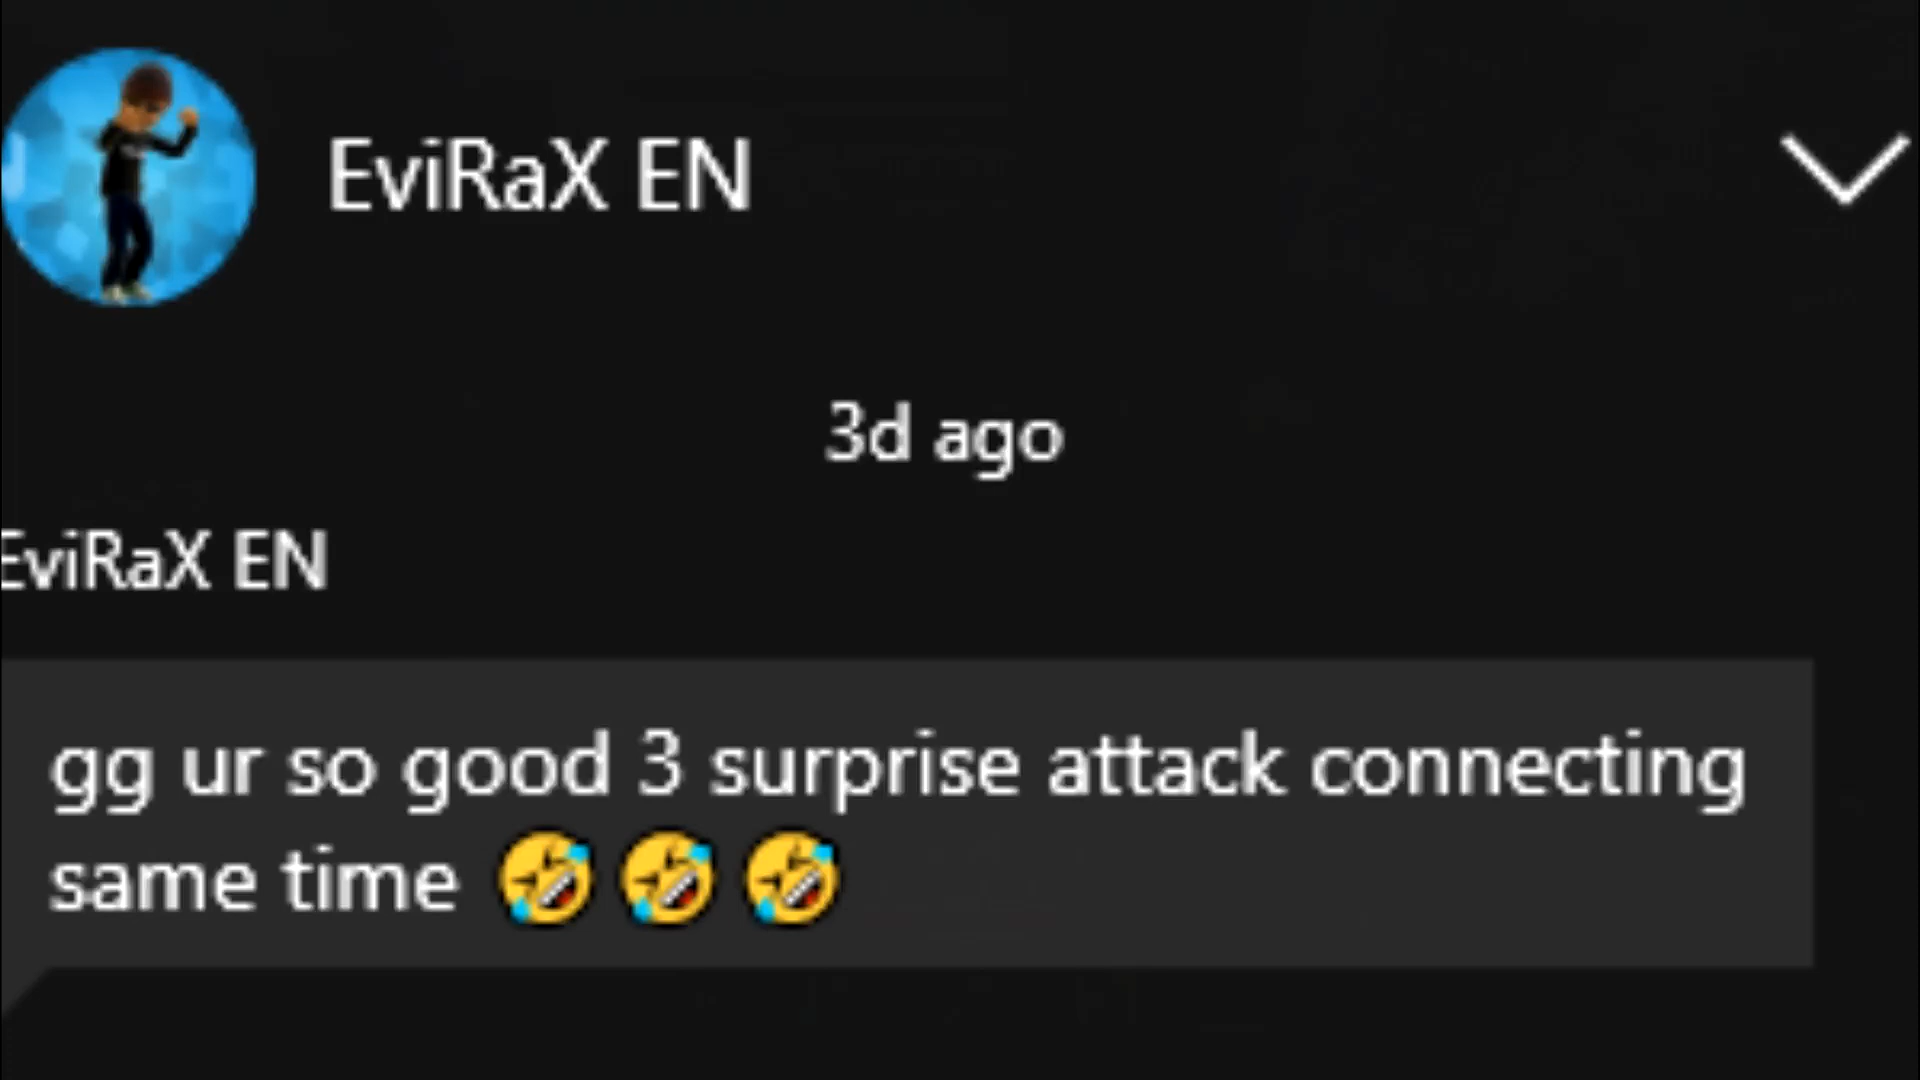 EviRaX EN
3d ago
EviRaX EN
gg ur so good 3 surprise attack connecting
same time 🤣🤣🤣